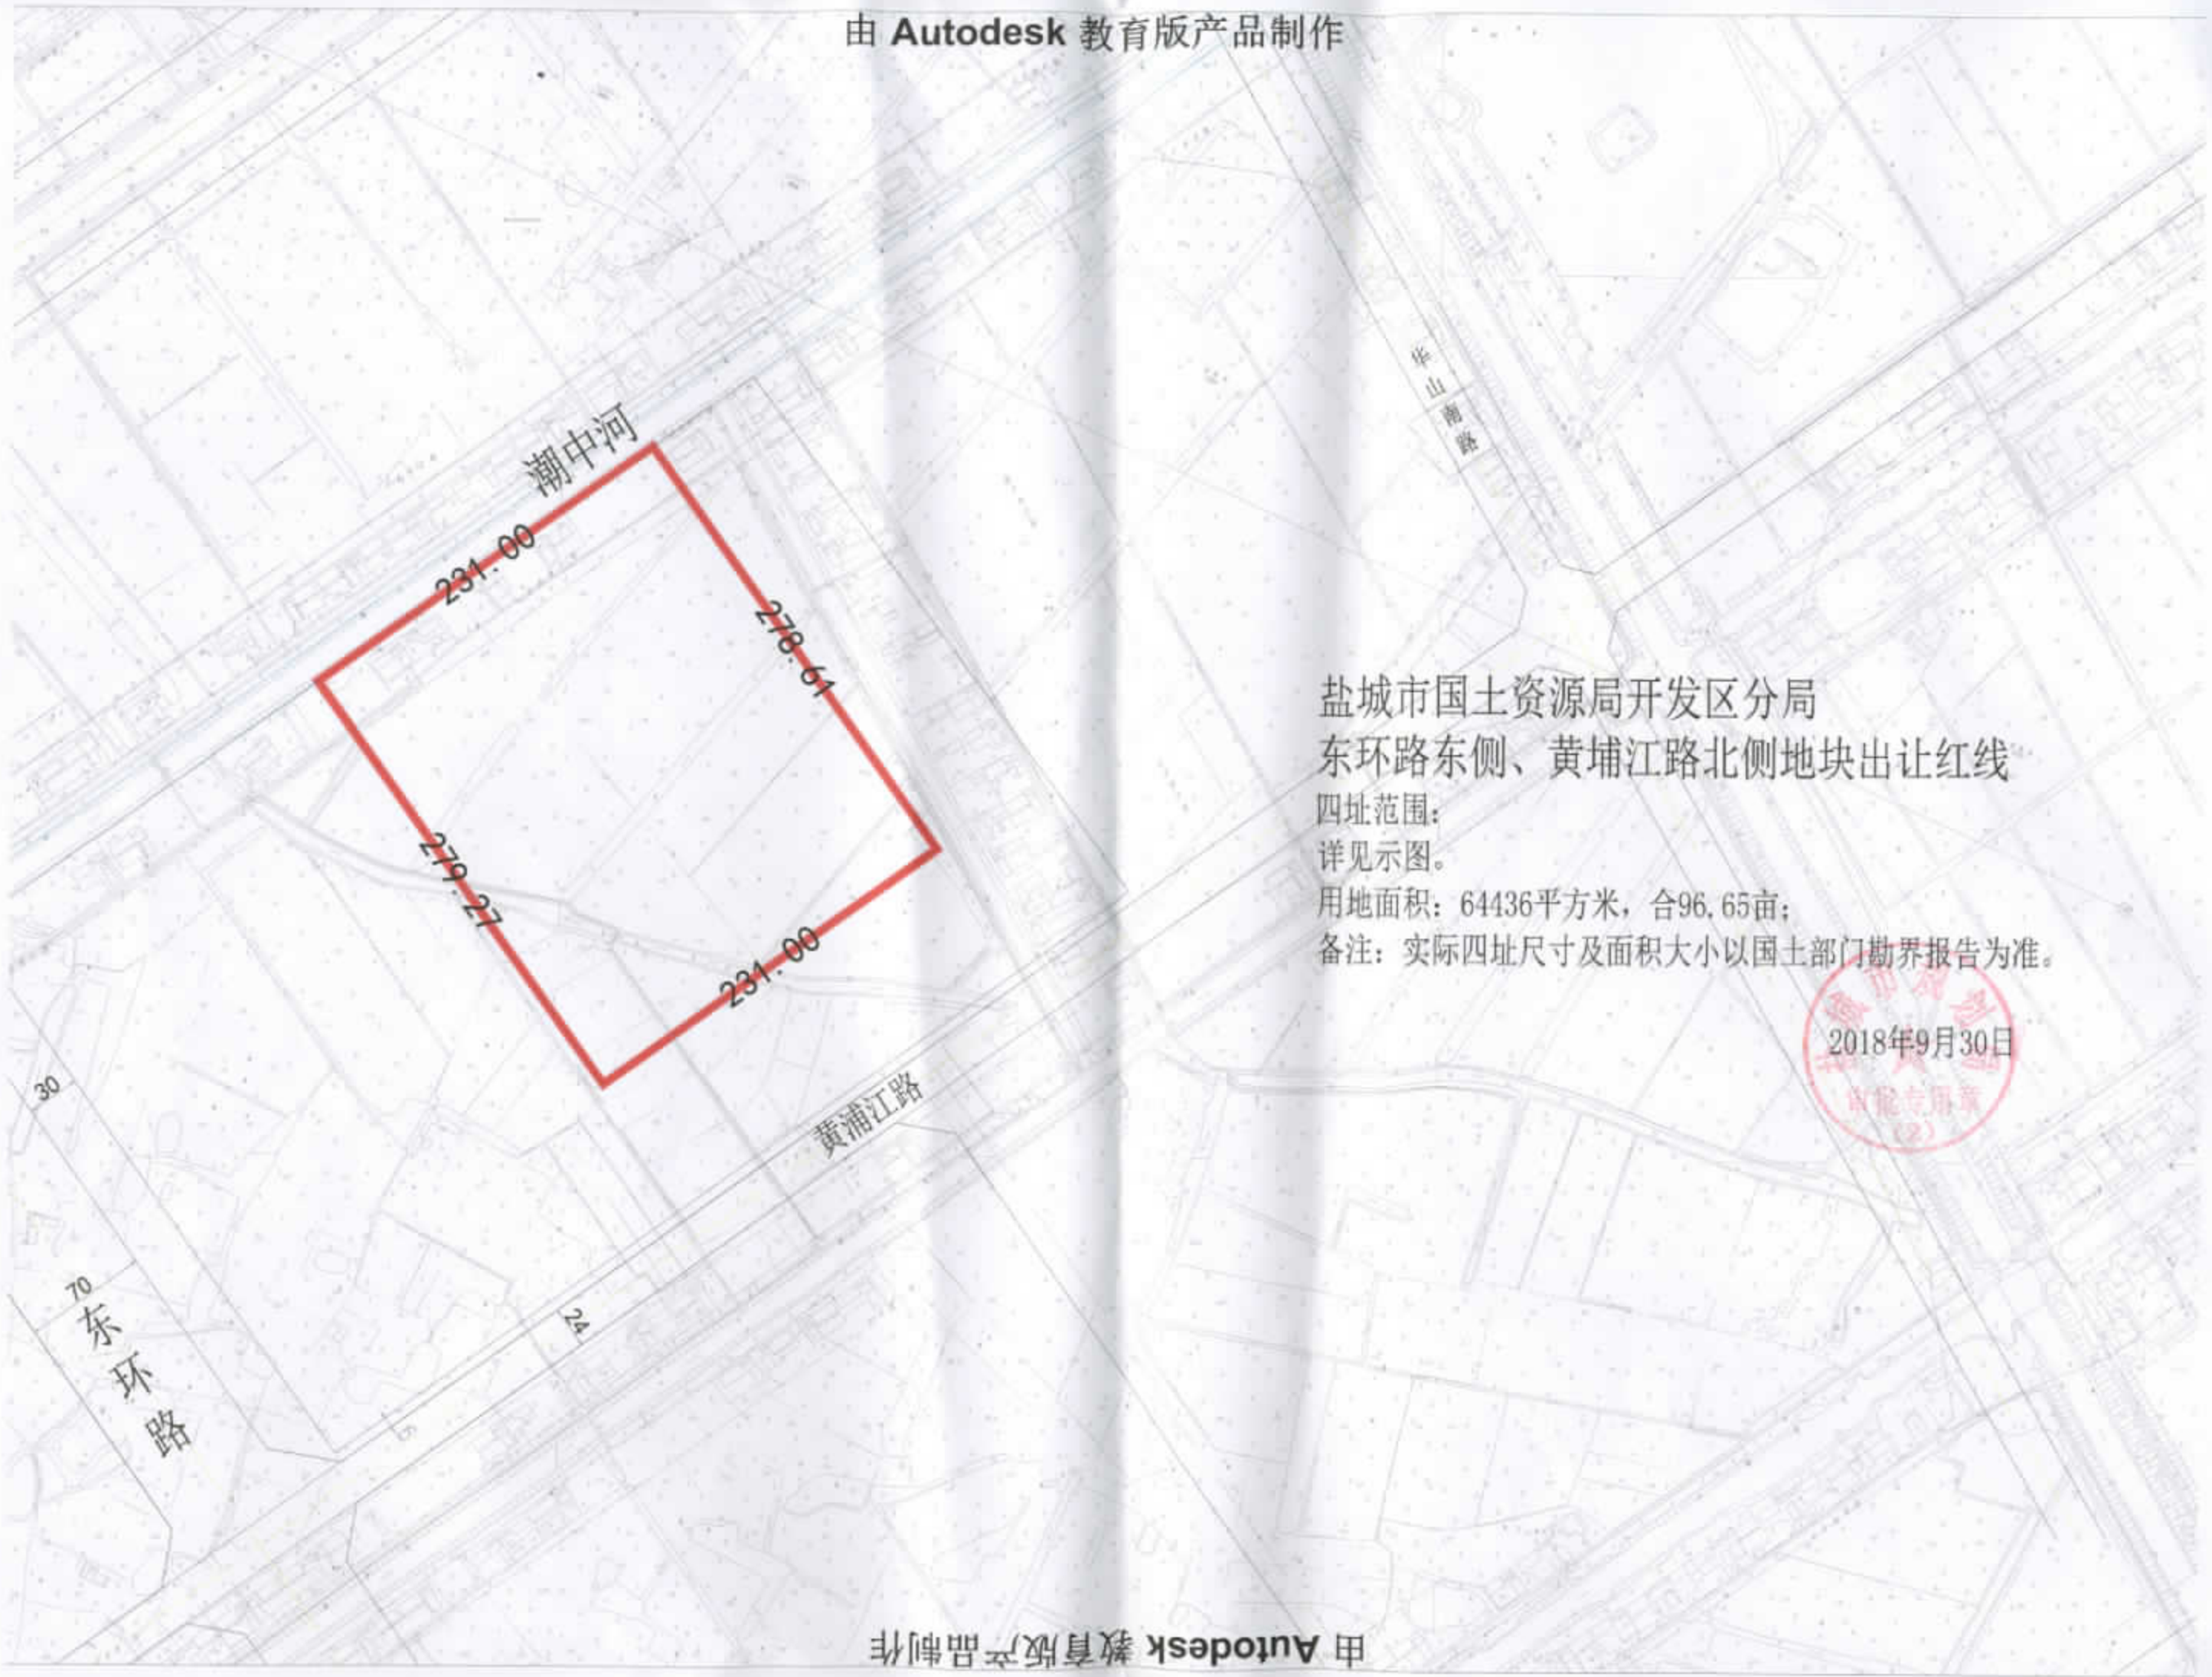 由 Autodesk 教育版产品制作
华山南路
潮中河
231.00
278.61
279.27
231.00
盐城市国土资源局开发区分局
东环路东侧、黄埔江路北侧地块出让红线
四址范围:
详见示图。
用地面积: 64436平方米, 合96.65亩;
备注: 实际四址尺寸及面积大小以国土部门勘界报告为准。
2018年9月30日
审批专用章
(2)
30
黄浦江路
70
东环路
24
由 Autodesk 教育版产品制作